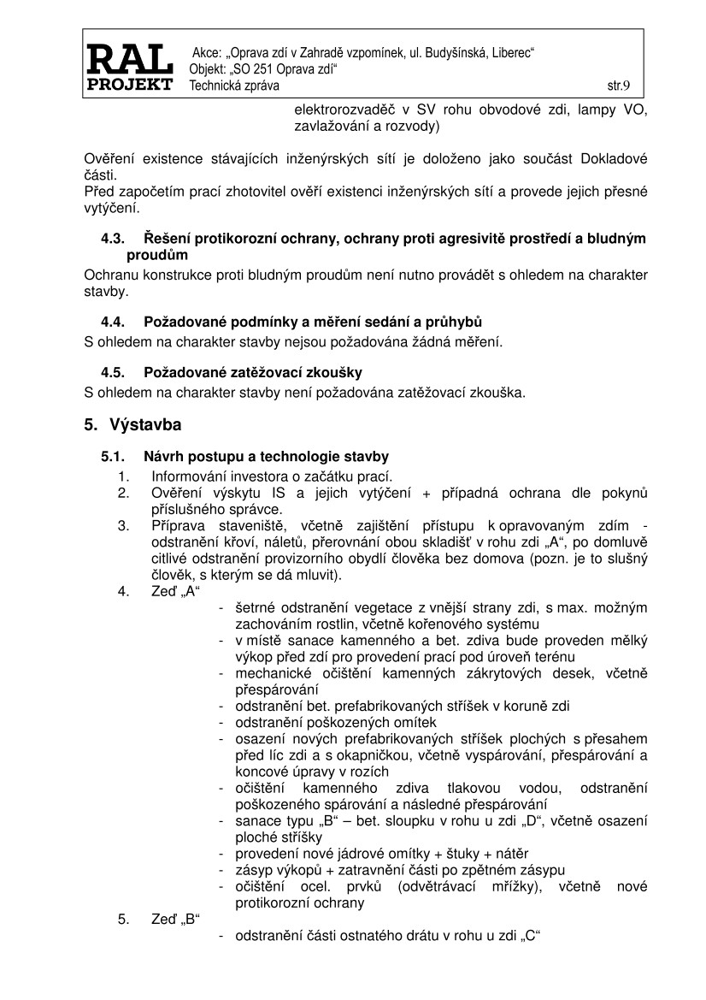 RAL
PROJEKT
Akce: „Oprava zdí v Zahradě vzpomínek, ul. Budyšínská, Liberec“
Objekt: „SO 251 Oprava zdí“
Technická zpráva str.9
elektrorozvaděč v SV rohu obvodové zdi, lampy VO,
zavlažování a rozvody)
Ověření existence stávajících inženýrských sítí je doloženo jako součást Dokladové
části.
Před započetím prací zhotovitel ověří existenci inženýrských sítí a provede jejich přesné
vytýčení.
4.3. Řešení protikorozní ochrany, ochrany proti agresivitě prostředí a bludným
proudům
Ochranu konstrukce proti bludným proudům není nutno provádět s ohledem na charakter
stavby.
4.4. Požadované podmínky a měření sedání a průhybů
S ohledem na charakter stavby nejsou požadována žádná měření.
4.5. Požadované zatěžovací zkoušky
S ohledem na charakter stavby není požadována zatěžovací zkouška.
5. Výstavba
5.1. Návrh postupu a technologie stavby
1. Informování investora o začátku prací.
2. Ověření výskytu IS a jejich vytýčení + případná ochrana dle pokynů
příslušného správce.
3. Příprava staveniště, včetně zajištění přístupu k opravovaným zdím -
odstranění křoví, náletů, přerovnání obou skladišť v rohu zdi „A“, po domluvě
citlivé odstranění provizorního obydlí člověka bez domova (pozn. je to slušný
člověk, s kterým se dá mluvit).
4. Zeď „A“
- šetrné odstranění vegetace z vnější strany zdi, s max. možným
zachováním rostlin, včetně kořenového systému
- v místě sanace kamenného a bet. zdiva bude proveden mělký
výkop před zdí pro provedení prací pod úroveň terénu
- mechanické očištění kamenných zákrytových desek, včetně
přespárování
- odstranění bet. prefabrikovaných stříšek v koruně zdi
- odstranění poškozených omítek
- osazení nových prefabrikovaných stříšek plochých s přesahem
před líc zdi a s okapničkou, včetně vyspárování, přespárování a
koncové úpravy v rozích
- očištění kamenného zdiva tlakovou vodou, odstranění
poškozeného spárování a následné přespárování
- sanace typu „B“ – bet. sloupku v rohu u zdi „D“, včetně osazení
ploché stříšky
- provedení nové jádrové omítky + štuky + nátěr
- zásyp výkopů + zatravnění části po zpětném zásypu
- očištění ocel. prvků (odvětrávací mřížky), včetně nové
protikorozní ochrany
5. Zeď „B“
- odstranění části ostnatého drátu v rohu u zdi „C“